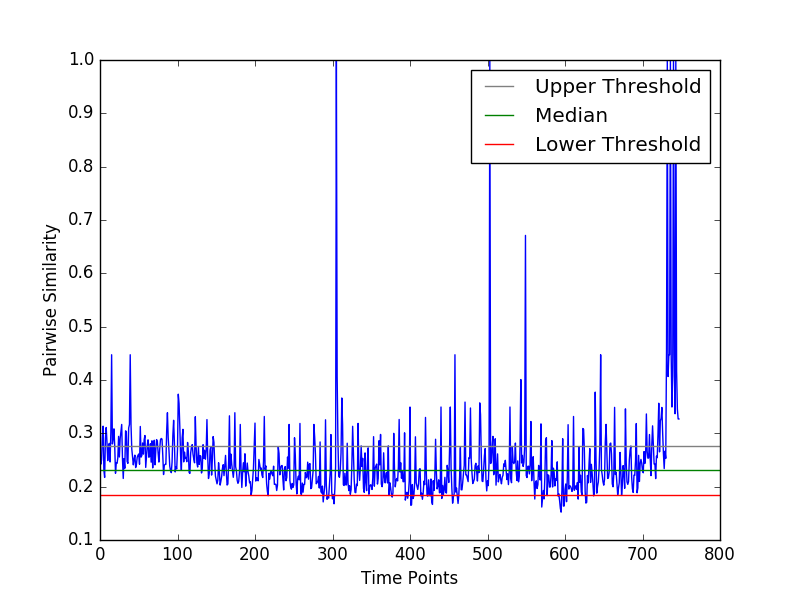 1.0
0.9
0.8
0.7
0.6
0.5
0.4
0.3
0.2
0.1
Pairwise Similarity
Upper Threshold
Median
Lower Threshold
0 100 200 300 400 500 600 700 800
Time Points